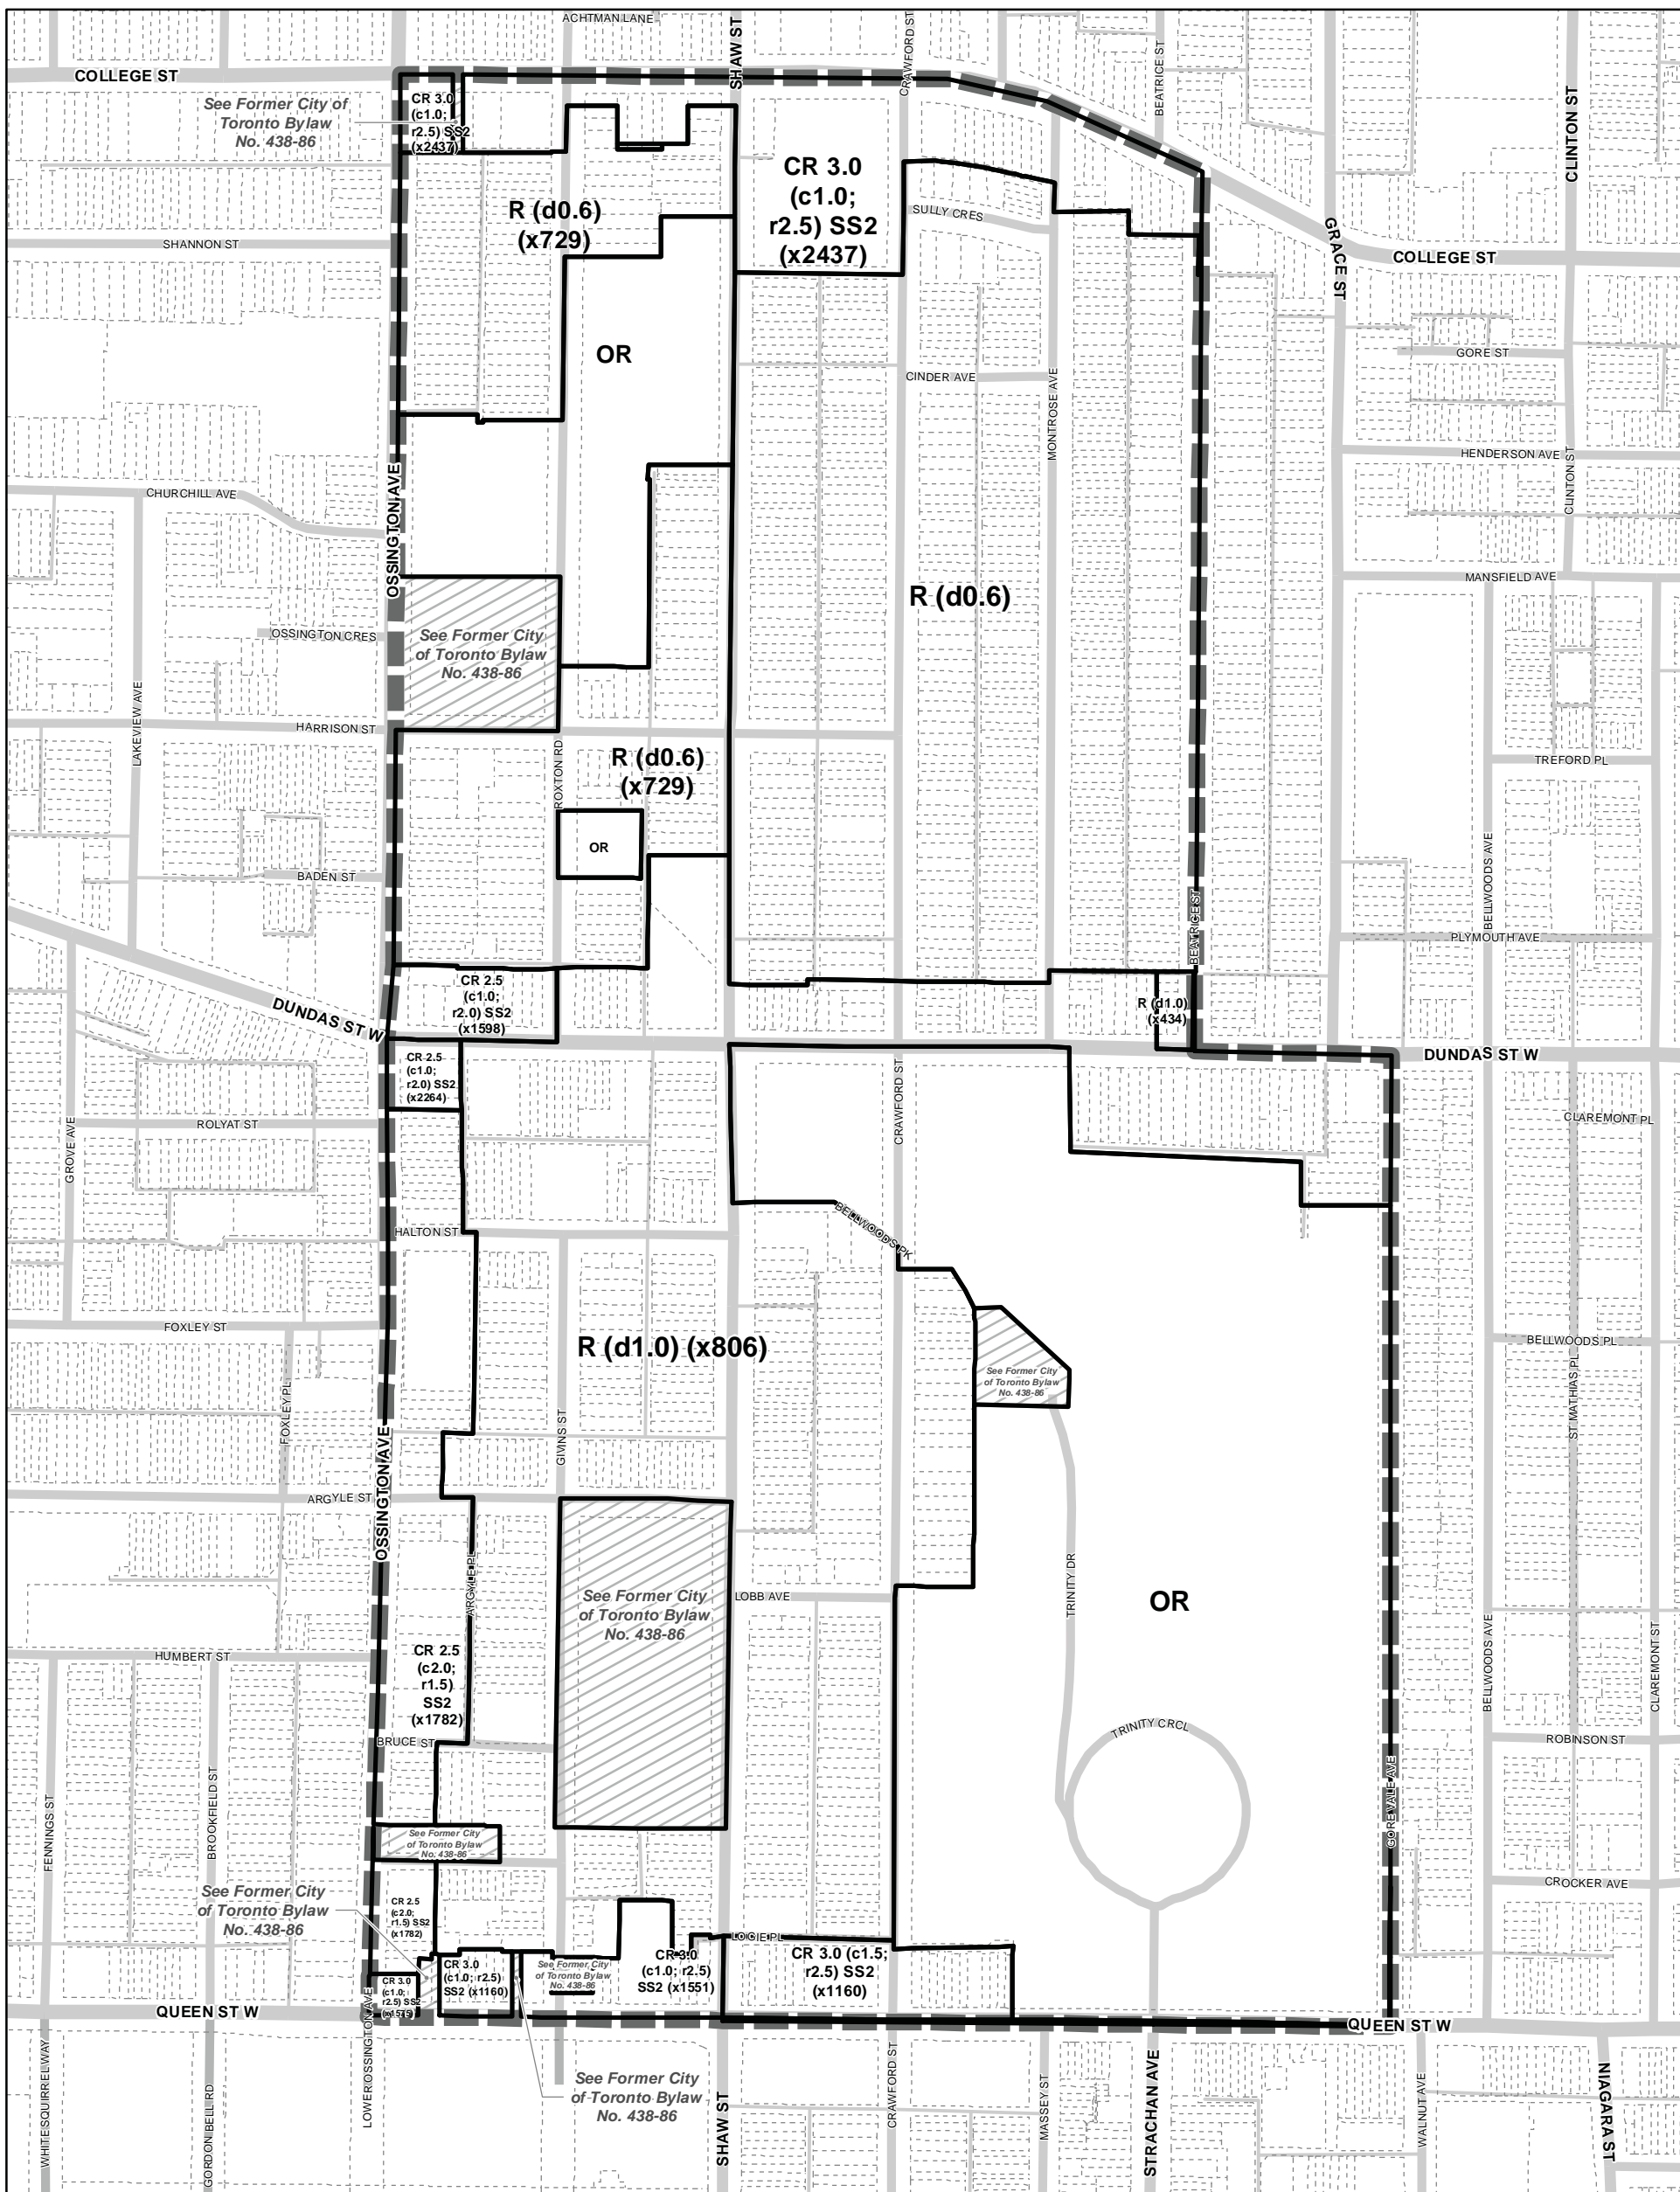 ACHTMAN LANE
SHAW ST
CRAWFORD ST
BEATRICE ST
COLLEGE ST
CLINTON ST
See Former City of
Toronto Bylaw
No. 438-86
CR 3.0
(c1.0;
r2.5) SS2
(x2437)
CR 3.0
(c1.0;
r2.5) SS2
(x2437)
R (d0.6)
(x729)
SULLY CRES
SHANNON ST
GRACE ST
COLLEGE ST
OR
GORE ST
CINDER AVE
MONTROSE AVE
HENDERSON AVE
CLINTON ST
CHURCHILL AVE
OSSINGTON AVE
MANSFIELD AVE
R (d0.6)
OSSINGTON CRES
See Former City
of Toronto Bylaw
No. 438-86
LAKEVIEW AVE
HARRISON ST
ROXTON RD
R (d0.6)
(x729)
TREFORD PL
OR
BADEN ST
BELLWOODS AVE
BEATRICE ST
PLYMOUTH AVE
DUNDAS ST W
CR 2.5
(c1.0;
r2.0) SS2
(x1598)
R (d1.0)
(x434)
DUNDAS ST W
CR 2.5
(c1.0;
r2.0) SS2
(x2264)
CRAWFORD ST
GROVE AVE
ROLYAT ST
CLAREMONT PL
HALTON ST
BELLWOODS PK
FOXLEY ST
R (d1.0) (x806)
BELLWOODS PL
See Former City
of Toronto Bylaw
No. 438-86
FOXLEY PL
ST MATHIAS PL
OSSINGTON AVE
GIVINS ST
ARGYLE ST
ARGYLE PL
TRINITY DR
See Former City
of Toronto Bylaw
No. 438-86
LOBB AVE
OR
HUMBERT ST
CR 2.5
(c2.0;
r1.5)
SS2
(x1782)
BELLWOODS AVE
CLAREMONT ST
BRUCE ST
TRINITY CRCL
ROBINSON ST
FENNINGS ST
BROOKFIELD ST
GOREVALE AVE
See Former City
of Toronto Bylaw
No. 438-86
CROCKER AVE
See Former City
of Toronto Bylaw
No. 438-86
CR 2.5
(c2.0;
r1.5) SS2
(x1782)
LOGIE PL
CR 3.0
(c1.0;
r2.5) SS2
(x1575)
CR 3.0
(c1.0; r2.5)
SS2 (x1160)
See Former City
of Toronto Bylaw
No. 438-86
CR 3.0
(c1.0; r2.5)
SS2 (x1551)
CR 3.0 (c1.5;
r2.5) SS2
(x1160)
QUEEN ST W
QUEEN ST W
LOWER OSSINGTON AVE
WHITE SQUIRREL WAY
GORDON BELL RD
See Former City
of Toronto Bylaw
No. 438-86
SHAW ST
CRAWFORD ST
MASSEY ST
STRACHAN AVE
WALNUT AVE
NIAGARA ST